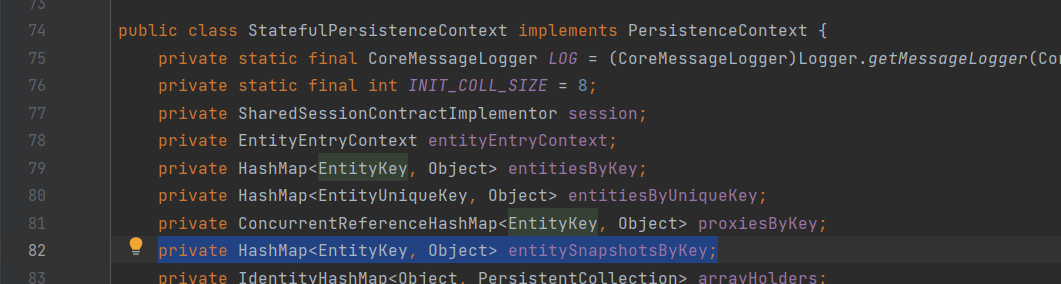 73
74 public class StatefulPersistenceContext implements PersistenceContext {
75 private static final CoreMessageLogger LOG = (CoreMessageLogger)Logger.getMessageLogger(Cor
76 private static final int INIT_COLL_SIZE = 8;
77 private SharedSessionContractImplementor session;
78 private EntityEntryContext entityEntryContext;
79 private HashMap<EntityKey, Object> entitiesByKey;
80 private HashMap<EntityUniqueKey, Object> entitiesByUniqueKey;
81 private ConcurrentReferenceHashMap<EntityKey, Object> proxiesByKey;
82 private HashMap<EntityKey, Object> entitySnapshotsByKey;
83 private IdentityHashMap<Object, PersistentCollection> arrayHolders;